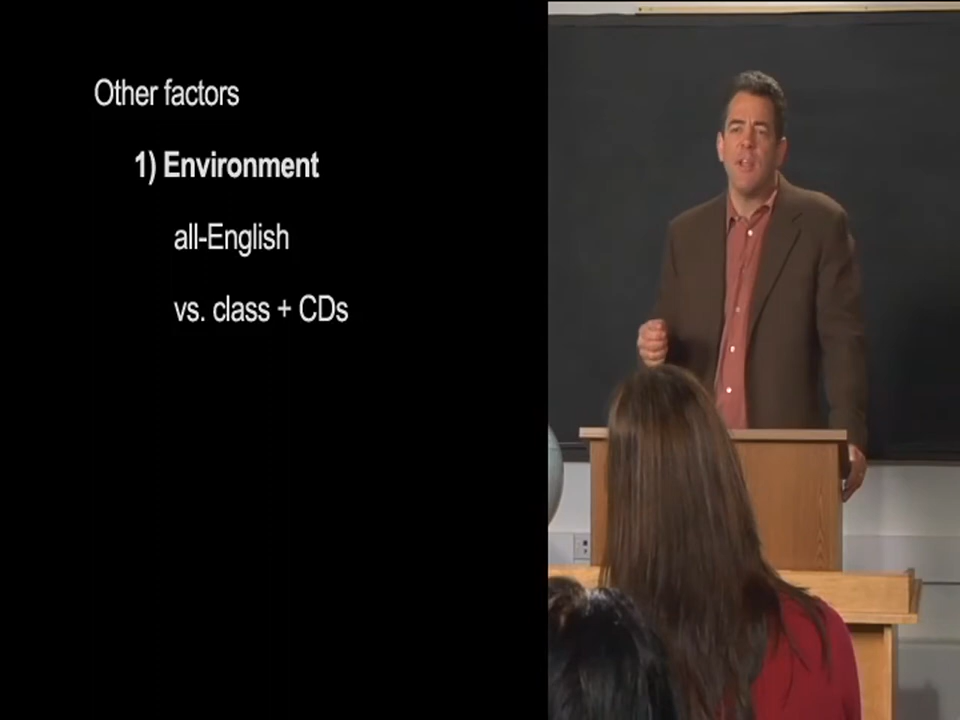 Other factors
1) Environment
all-English
vs. class + CDs